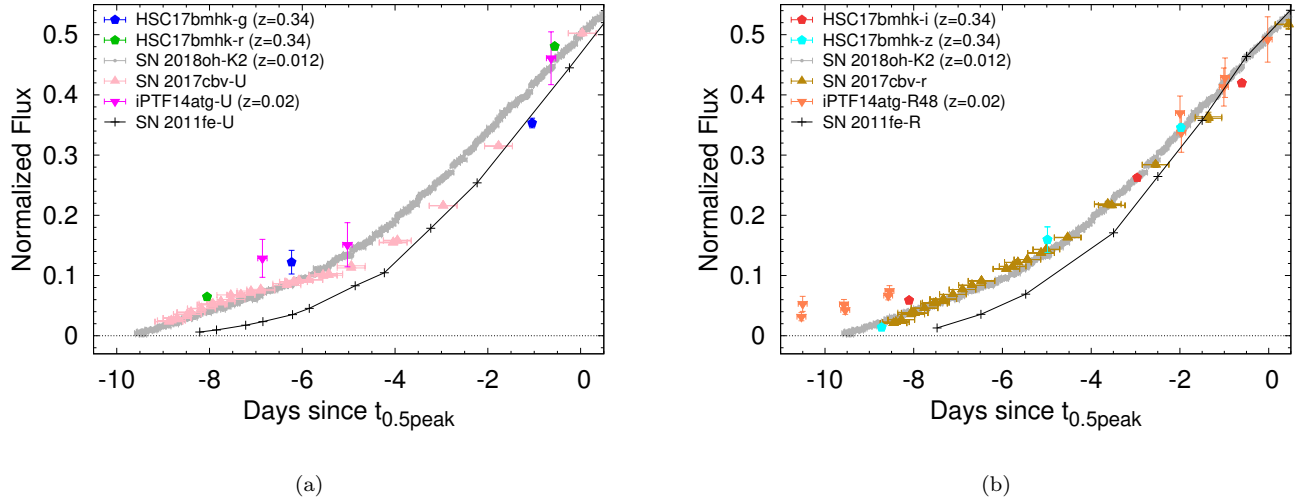 HSC17bmhk-g (z=0.34)
HSC17bmhk-r (z=0.34)
SN 2018oh-K2 (z=0.012)
SN 2017cbv-U
iPTF14atg-U (z=0.02)
SN 2011fe-U
0.5
0.4
0.3
0.2
0.1
0
Normalized Flux
-10
-8
-6
-4
-2
0
Days since t0.5peak
(a)
HSC17bmhk-i (z=0.34)
HSC17bmhk-z (z=0.34)
SN 2018oh-K2 (z=0.012)
SN 2017cbv-r
iPTF14atg-R48 (z=0.02)
SN 2011fe-R
0.5
0.4
0.3
0.2
0.1
0
Normalized Flux
-10
-8
-6
-4
-2
0
Days since t0.5peak
(b)